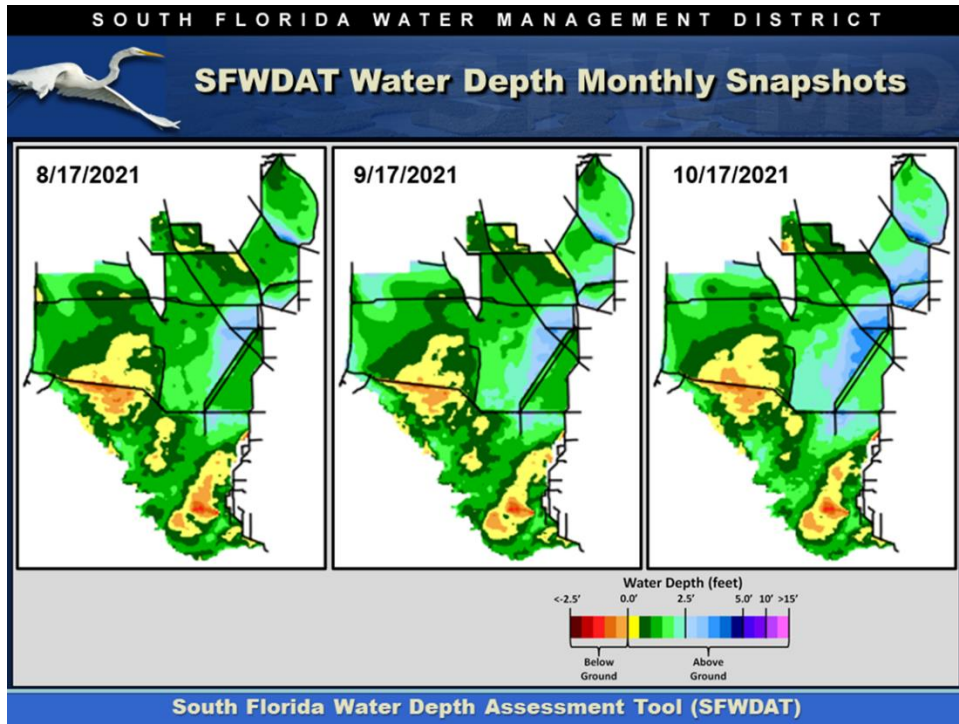 SOUTH FLORIDA WATER MANAGEMENT DISTRICT
SFWDAT Water Depth Monthly Snapshots
8/17/2021
9/17/2021
10/17/2021
Water Depth (feet)
<-2.5' 0.0' 2.5' 5.0' 10' >15'
Below Ground
Above Ground
South Florida Water Depth Assessment Tool (SFWDAT)